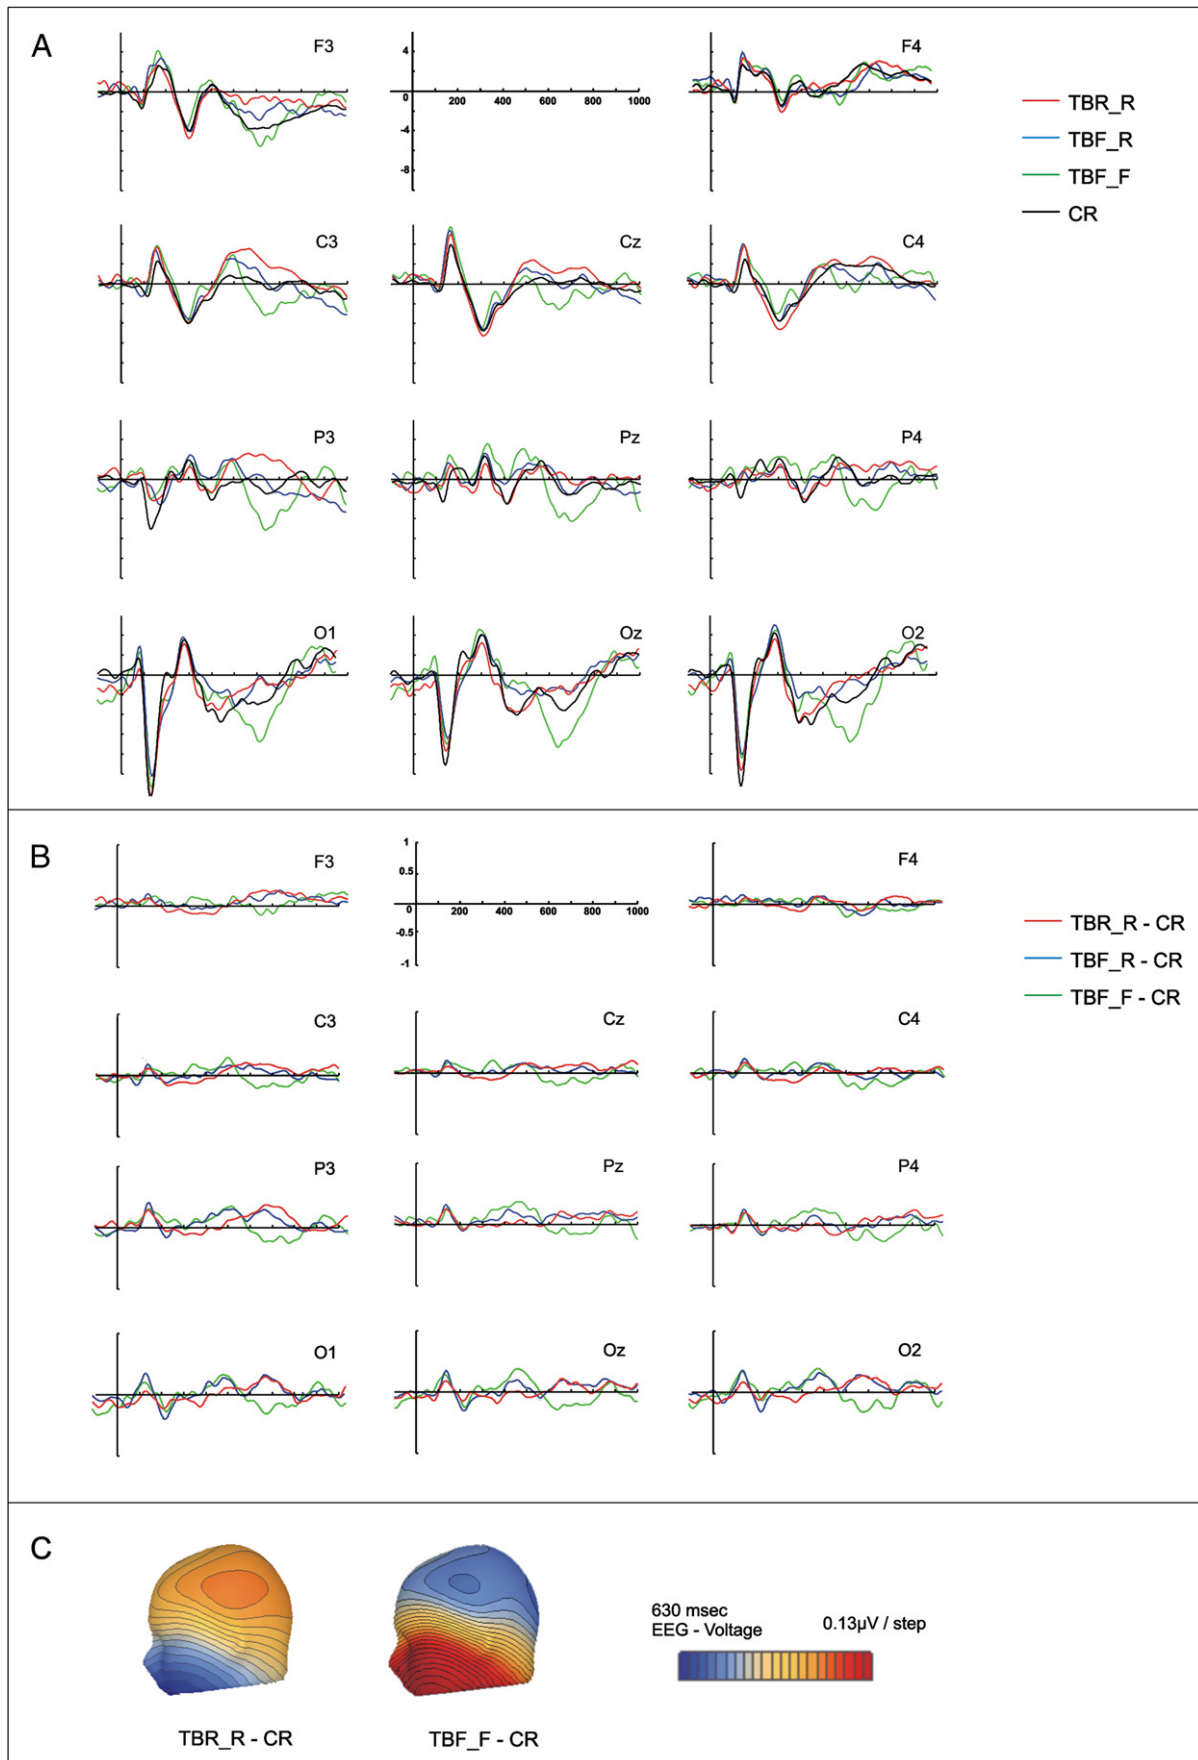 A
F3
4
0
-4
-8
200
400
600
800
1000
F4
TBR_R
TBF_R
TBF_F
CR
C3
Cz
C4
P3
Pz
P4
O1
Oz
O2
B
F3
1
0.5
0
-0.5
-1
200
400
600
800
1000
F4
TBR_R - CR
TBF_R - CR
TBF_F - CR
C3
Cz
C4
P3
Pz
P4
O1
Oz
O2
C
630 msec
EEG - Voltage
0.13µV / step
TBR_R - CR
TBF_F - CR